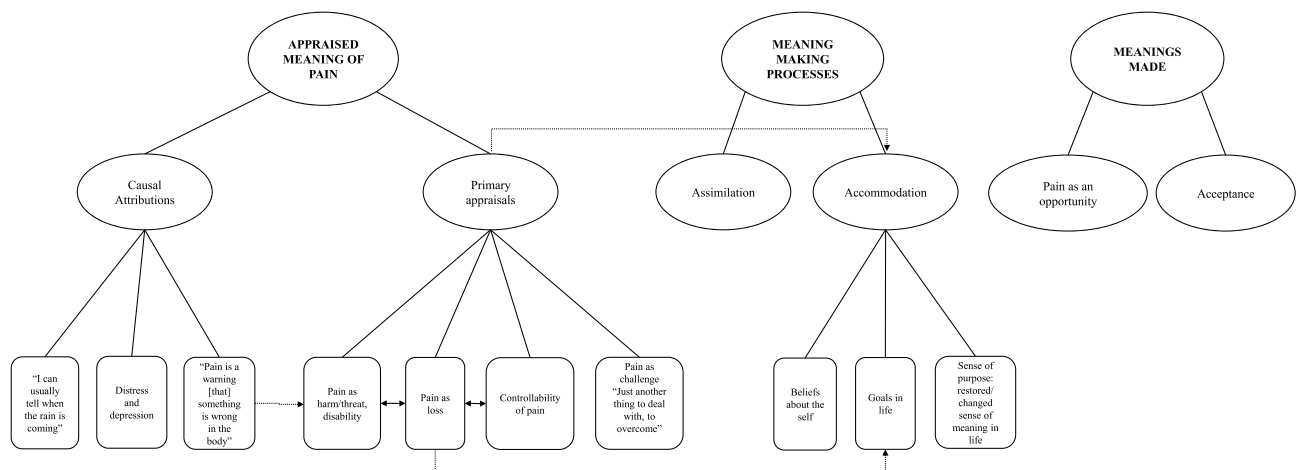 APPRAISED
MEANING OF
PAIN
MEANING
MAKING
PROCESSES
MEANINGS
MADE
Causal
Attributions
Primary
appraisals
Assimilation
Accommodation
Pain as an
opportunity
Acceptance
“I can
usually
tell when
the rain is
coming”
Distress
and
depression
“Pain is a
warning
[that]
something
is wrong
in the
body”
Pain as
harm/threat,
disability
Pain as
loss
Controllability
of pain
Pain as
challenge
“Just another
thing to deal
with, to
overcome”
Beliefs
about the
self
Goals in
life
Sense of
purpose:
restored/
changed
sense of
meaning in
life